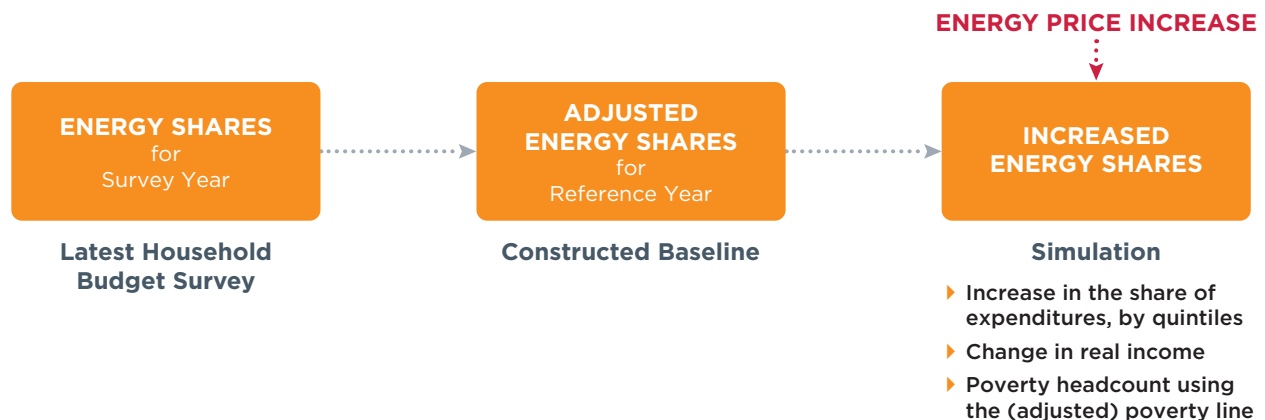 ENERGY PRICE INCREASE
ENERGY SHARES
for
Survey Year
ADJUSTED
ENERGY SHARES
for
Reference Year
INCREASED
ENERGY SHARES
Latest Household
Budget Survey
Constructed Baseline
Simulation
Increase in the share of
expenditures, by quintiles
Change in real income
Poverty headcount using
the (adjusted) poverty line